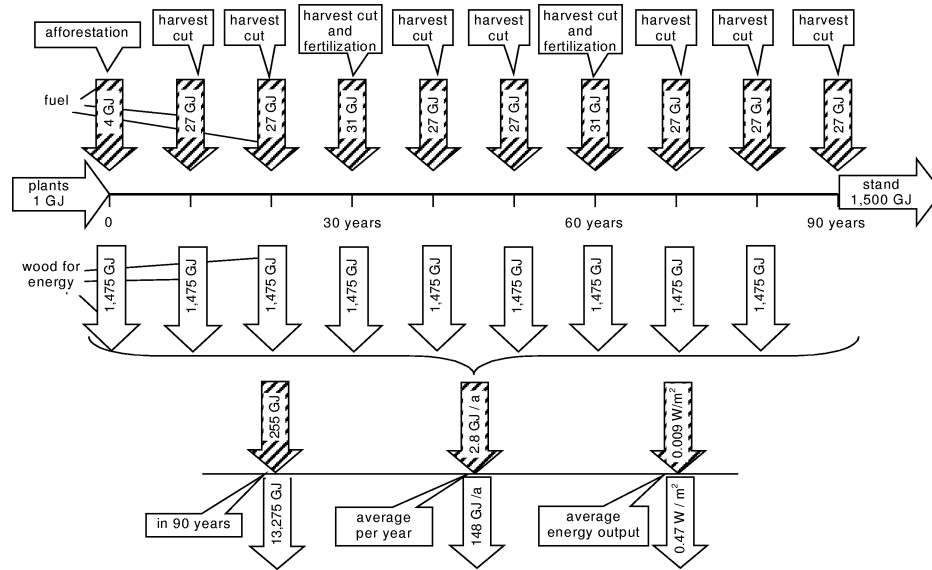 afforestation
harvest
cut
harvest
cut
harvest cut
and
fertilization
harvest
cut
harvest
cut
harvest cut
and
fertilization
harvest
cut
harvest
cut
harvest
cut
fuel
4 GJ
27 GJ
27 GJ
31 GJ
27 GJ
27 GJ
31 GJ
27 GJ
27 GJ
27 GJ
plants
1 GJ
stand
1,500 GJ
0
30 years
60 years
90 years
wood for
energy
1,475 GJ
1,475 GJ
1,475 GJ
1,475 GJ
1,475 GJ
1,475 GJ
1,475 GJ
1,475 GJ
1,475 GJ
255 GJ
2.8 GJ / a
0.009 W/m²
in 90 years
13,275 GJ
average
per year
148 GJ /a
average
energy output
0.47 W / m²